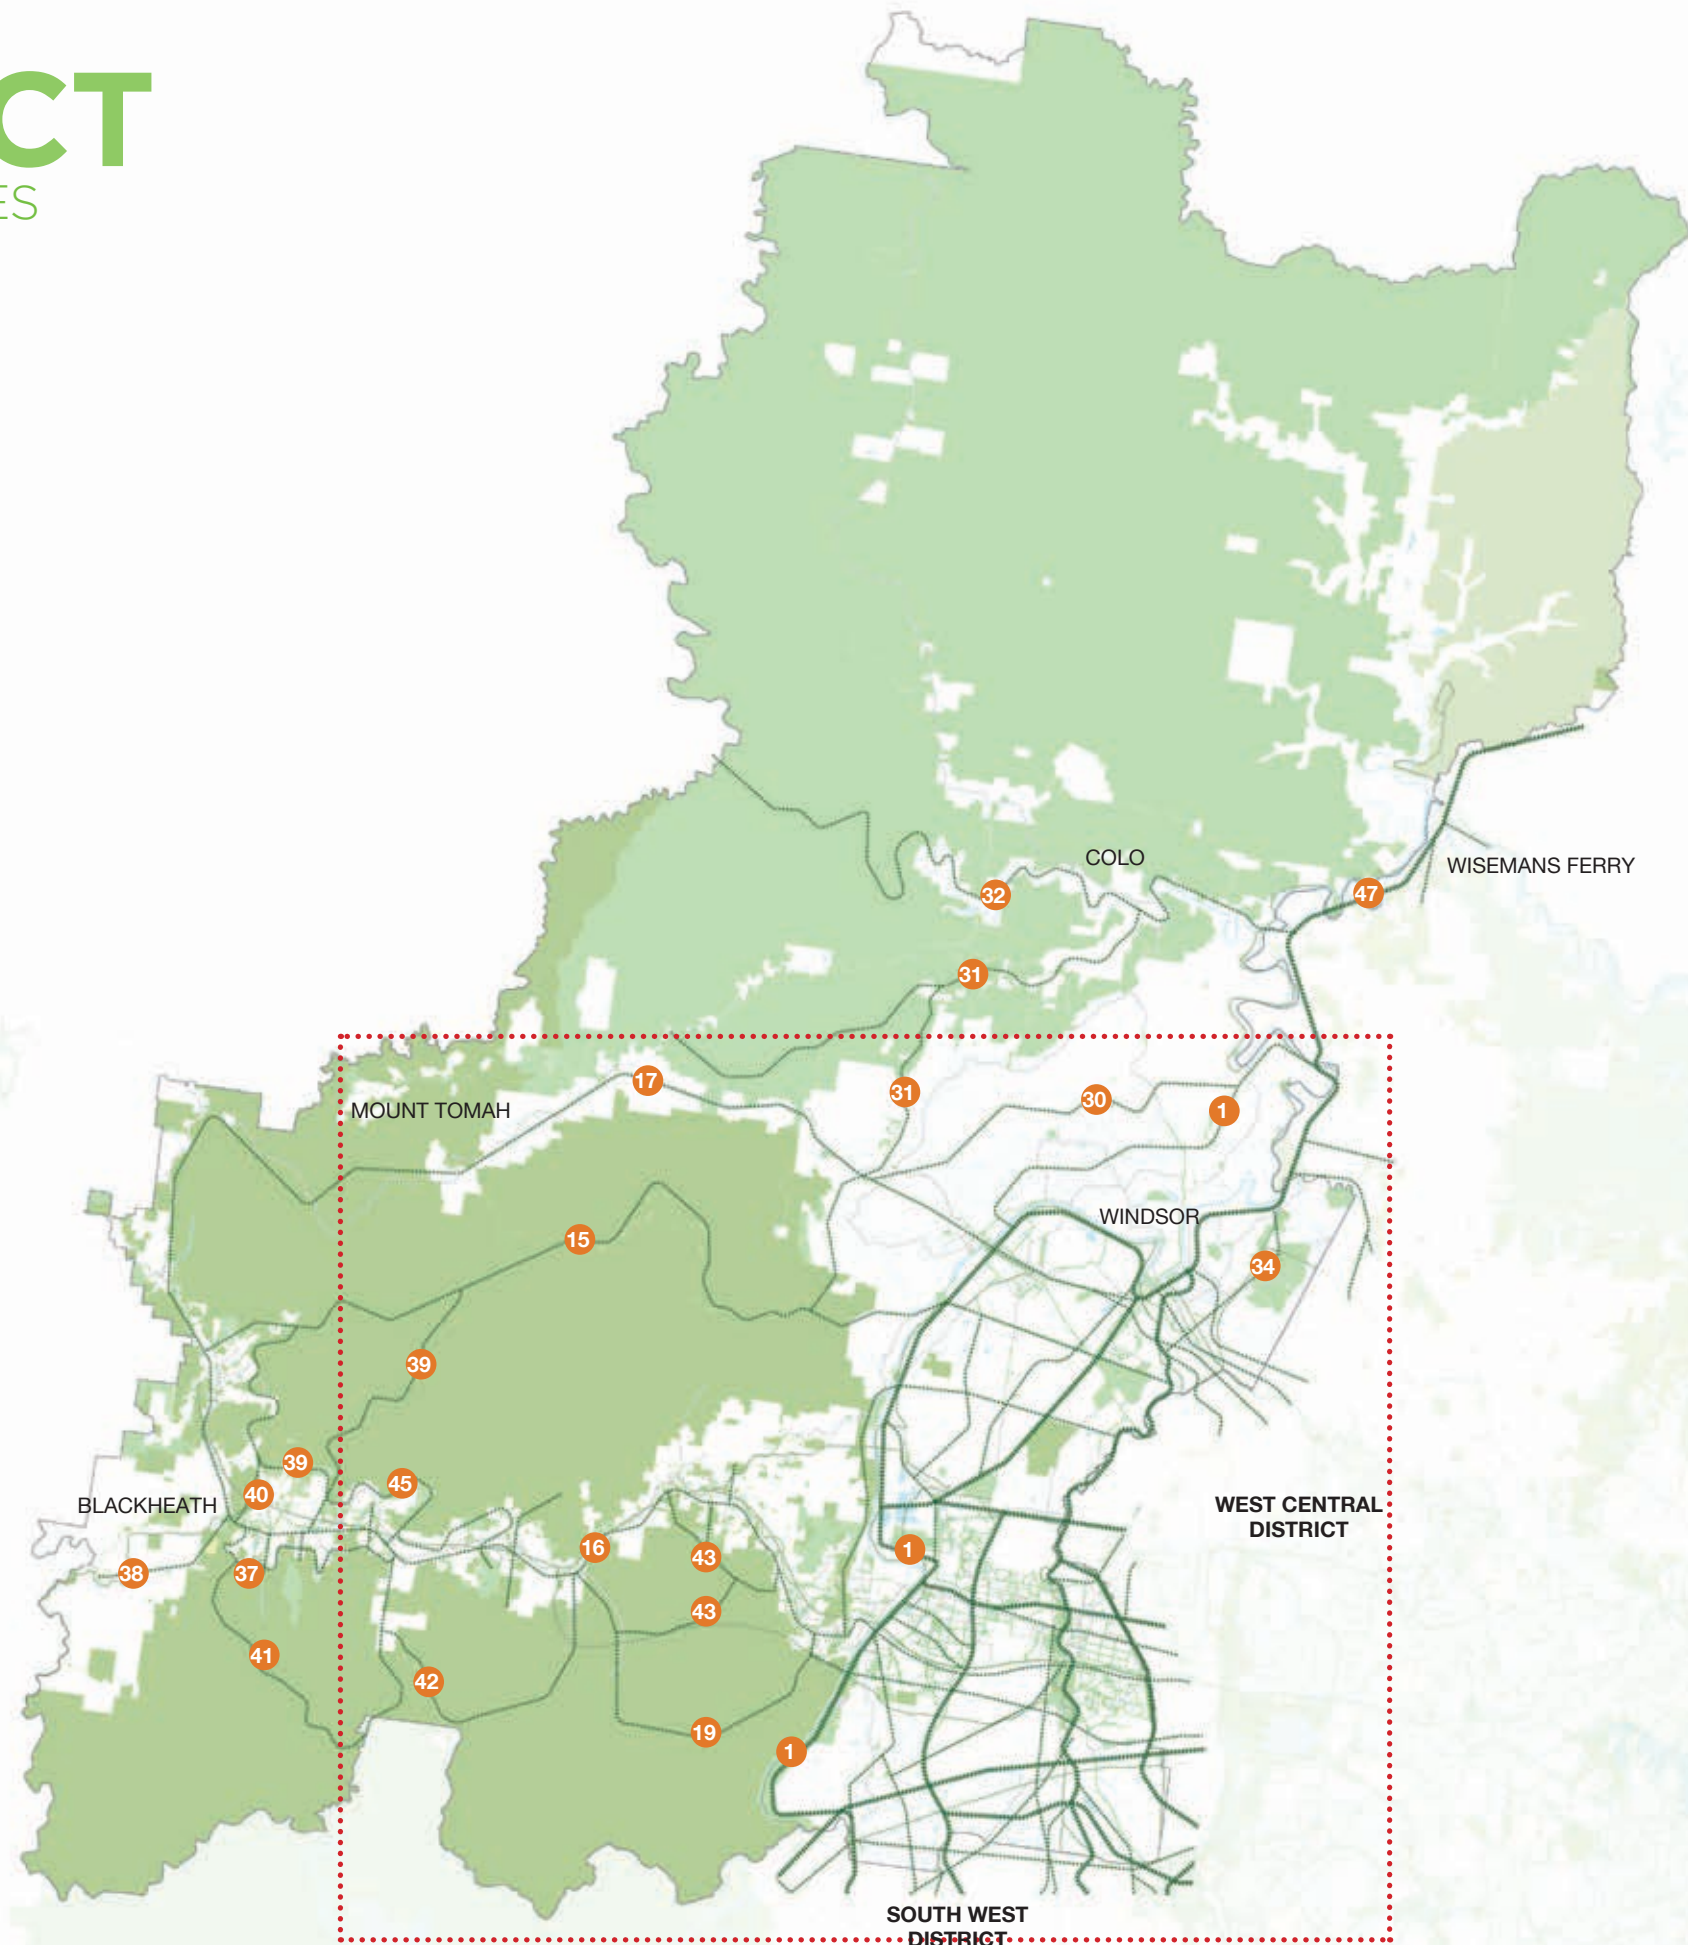 CT
ES
COLO
WISEMANS FERRY
32
47
31
17
MOUNT TOMAH
31
30
1
15
WINDSOR
34
39
39
45
40
BLACKHEATH
WEST CENTRAL
DISTRICT
16
1
43
38
37
43
41
42
19
1
SOUTH WEST
DISTRICT